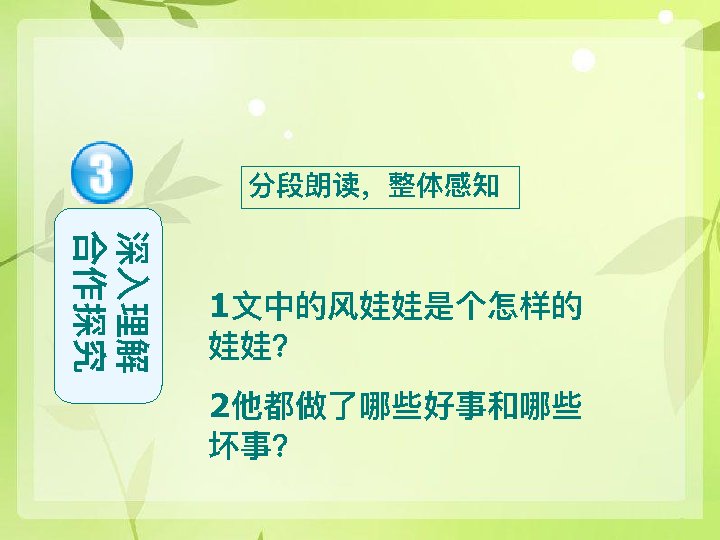 3
深入理解
合作探究
分段朗读，整体感知
1文中的风娃娃是个怎样的
娃娃？
2他都做了哪些好事和哪些
坏事？